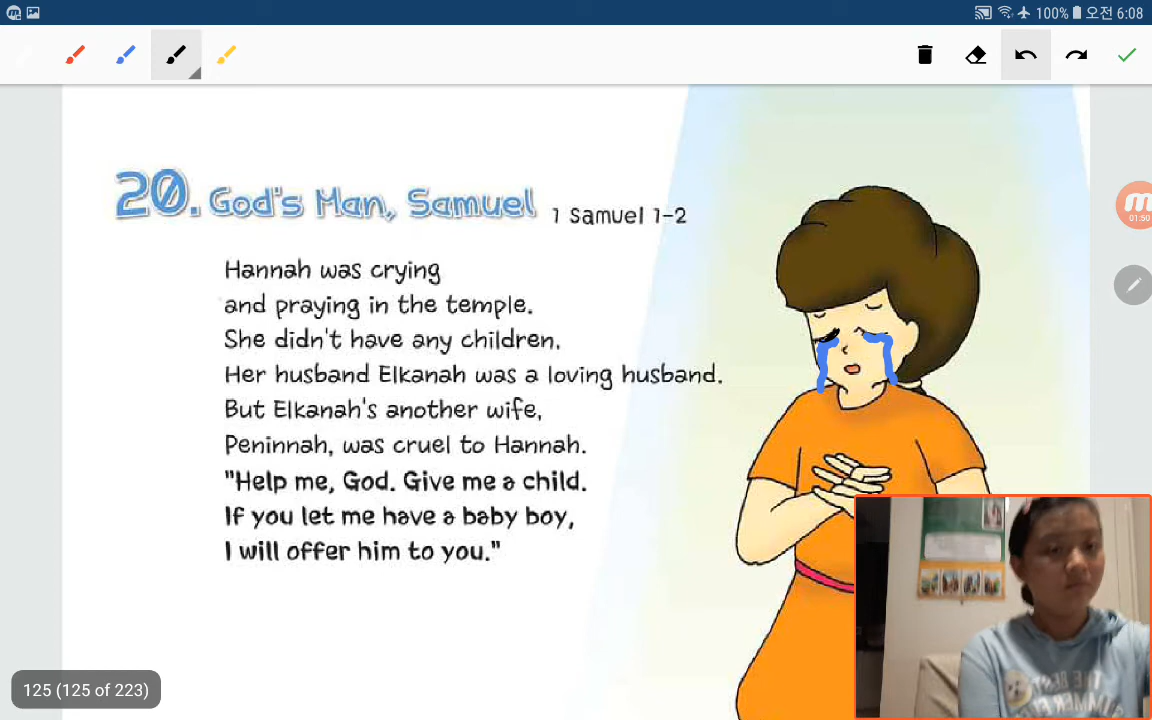 100% 오전 6:08
20. God's Man, Samuel 1 Samuel 1-2
Hannah was crying
and praying in the temple.
She didn't have any children.
Her husband Elkanah was a loving husband.
But Elkanah's another wife,
Peninnah, was cruel to Hannah.
"Help me, God. Give me a child.
If you let me have a baby boy,
I will offer him to you."
01:50
125 (125 of 223)